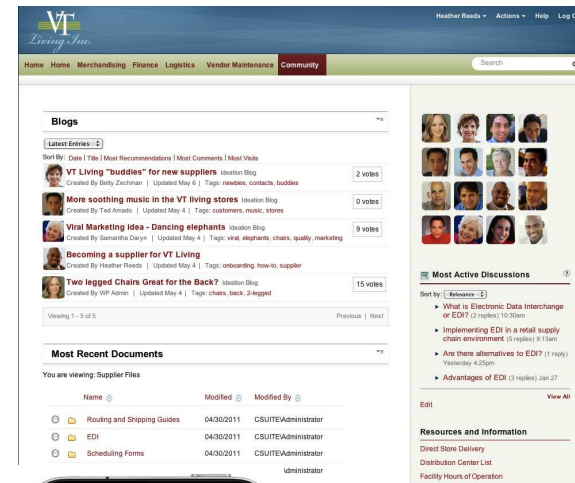 VT
Living Inc.
Heather Reeds Actions Help Log
Home Home Merchandising Finance Logistics Vendor Maintenance Community
Search
Blogs
Latest Entries
Sort By: Date | Title | Most Recommendations | Most Comments | Most Visits
VT Living "buddies" for new suppliers Ideation Blog
Created By Betty Zechman | Updated May 6 | Tags: newbies, contacts, buddies
2 votes
More soothing music in the VT living stores Ideation Blog
Created By Ted Amado | Updated May 4 | Tags: customers, music, stores
0 votes
Viral Marketing idea - Dancing elephants Ideation Blog
Created By Samantha Daryn | Updated May 4 | Tags: viral, elephants, chairs, quality, marketing
9 votes
Becoming a supplier for VT Living
Created By Heather Reeds | Updated May 4 | Tags: onboarding, how-to, supplier
Two legged Chairs Great for the Back? Ideation Blog
Created By WP Admin | Updated May 4 | Tags: chairs, back, 2-legged
15 votes
Viewing 1 - 5 of 5
Previous | Next
Most Recent Documents
You are viewing: Supplier Files
Name Modified Modified By
Routing and Shipping Guides 04/30/2011 CSUITE\Administrator
EDI 04/30/2011 CSUITE\Administrator
Scheduling Forms 04/30/2011 CSUITE\Administrator
\dministrator
Most Active Discussions
?
Sort by: Relevance
What is Electronic Data Interchange
or EDI? (2 replies) 10:30am
Implementing EDI in a retail supply
chain environment (5 replies) 9:13am
Are there alternatives to EDI? (1 reply)
Yesterday 4:25pm
Advantages of EDI (3 replies) Jan 27
View All
Edit
Resources and Information
Direct Store Delivery
Distribution Center List
Facility Hours of Operation